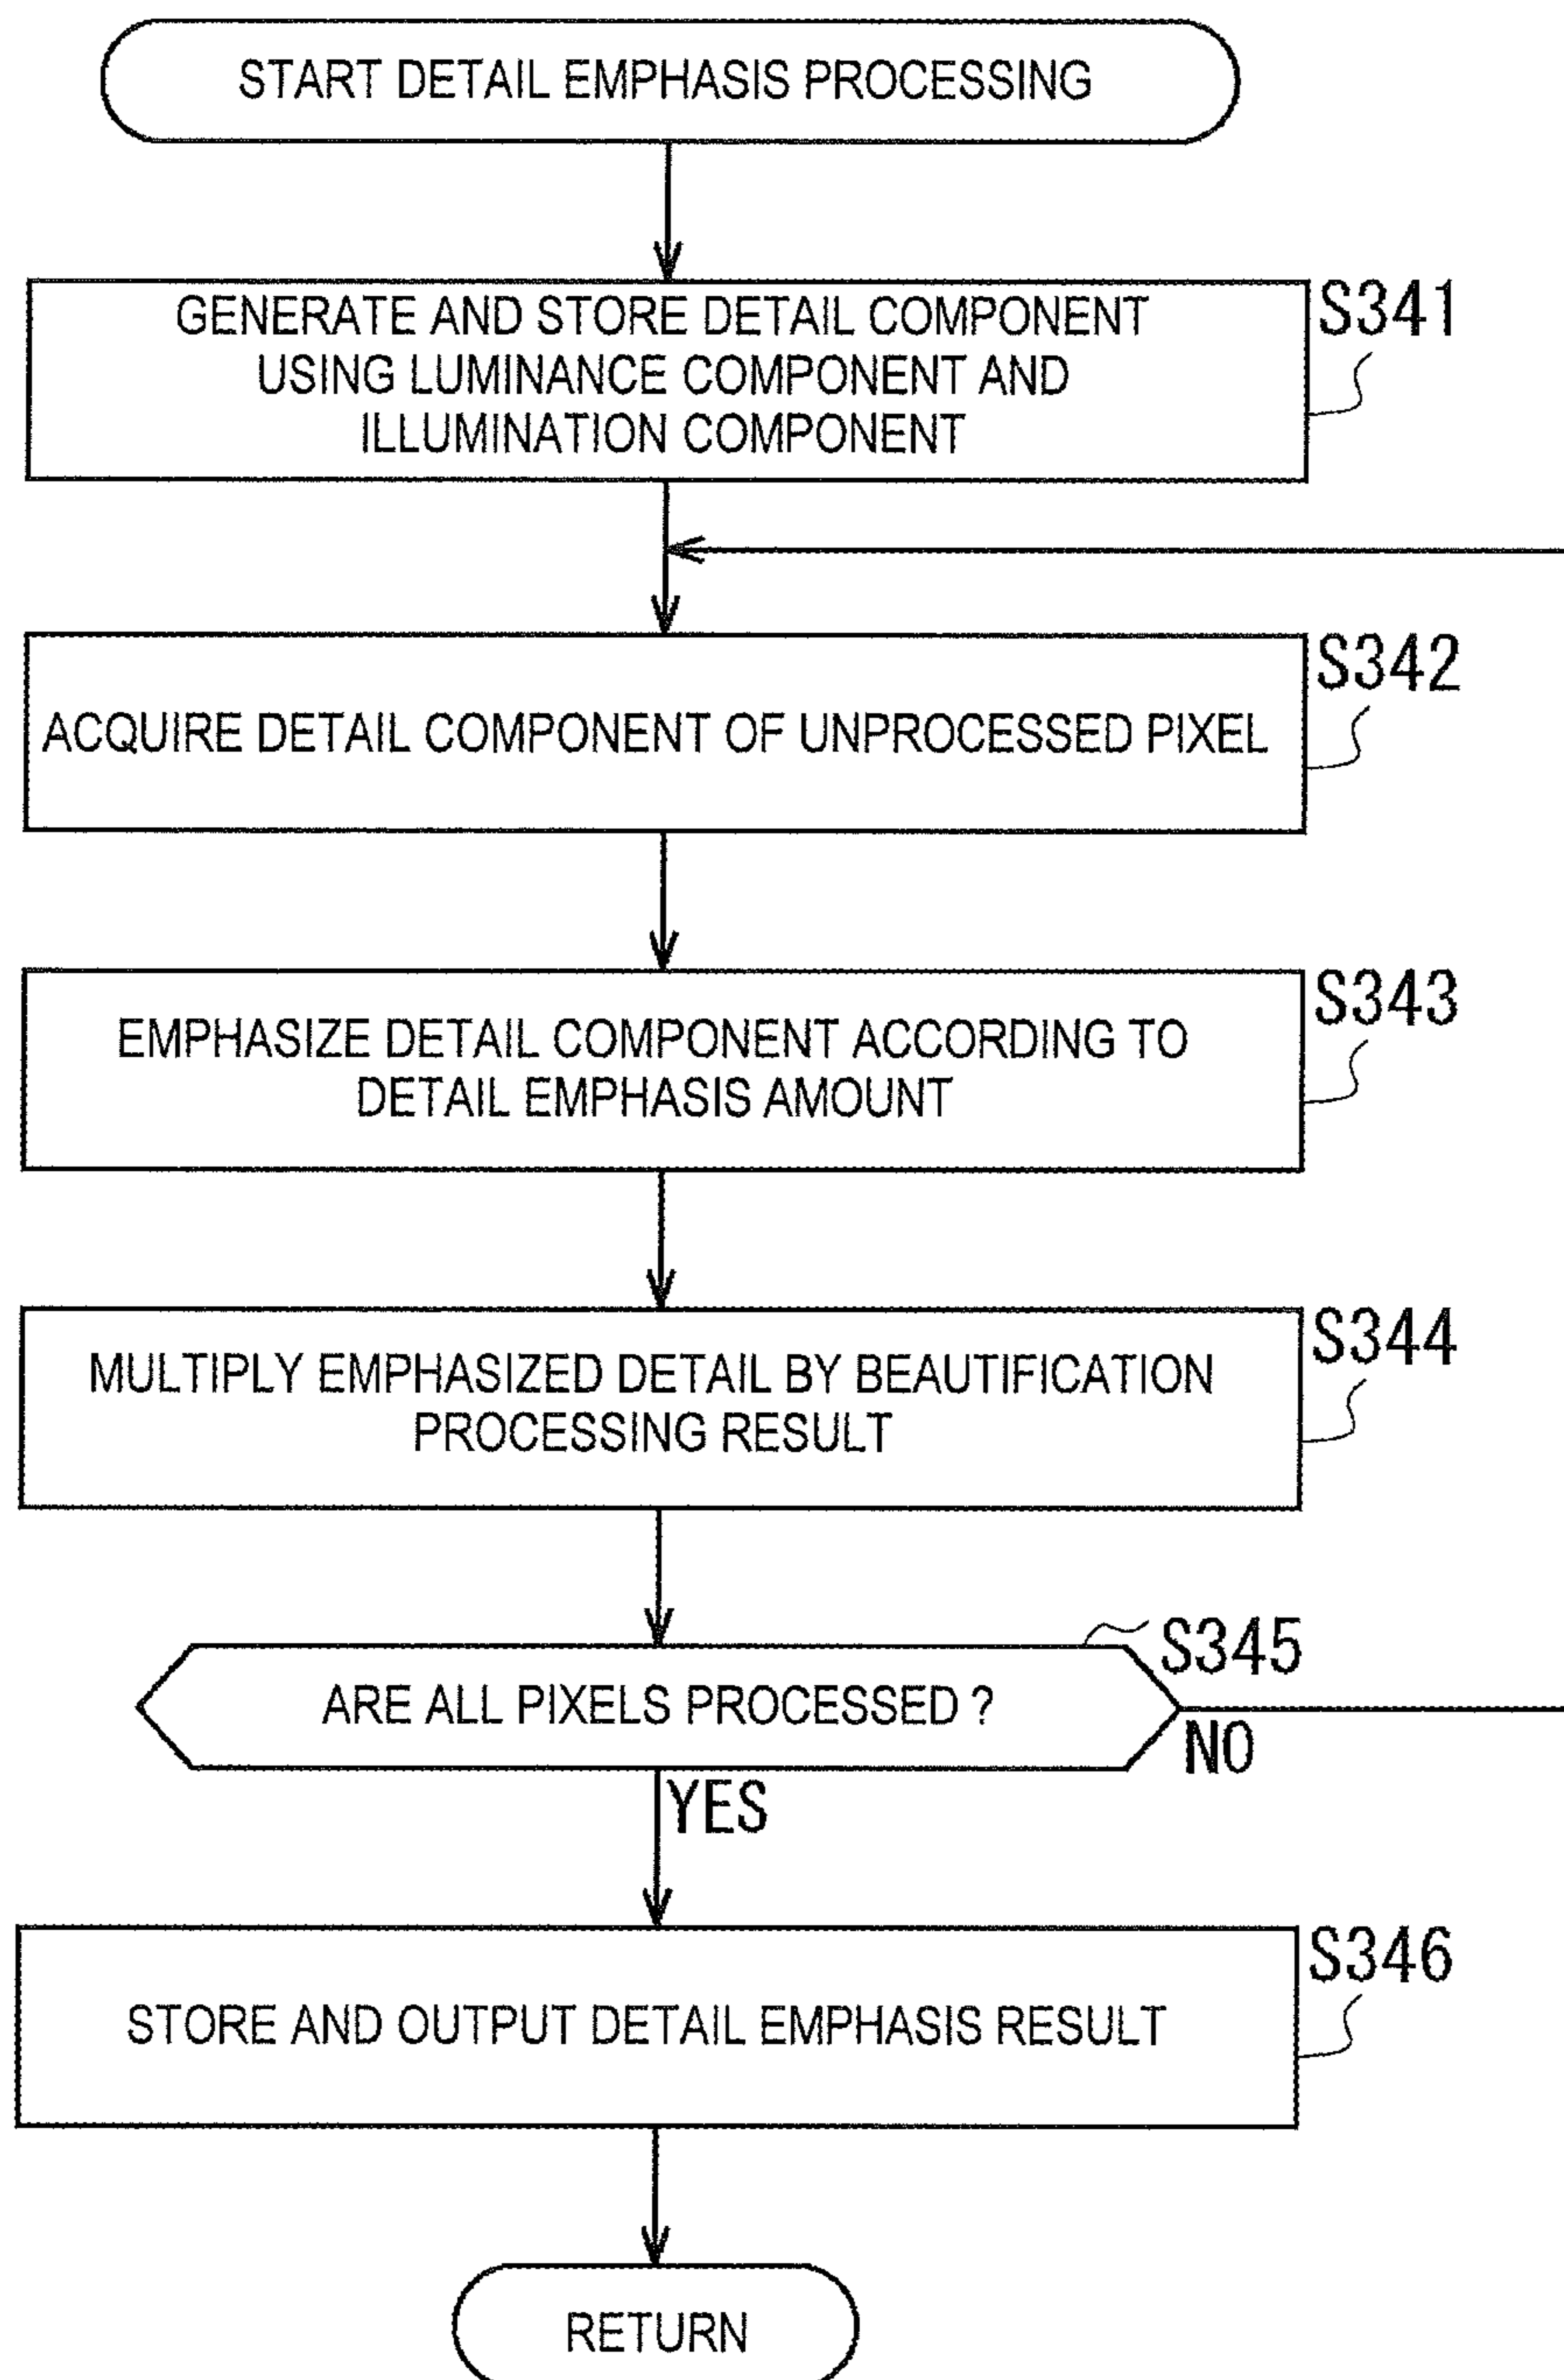 START DETAIL EMPHASIS PROCESSING
S341
GENERATE AND STORE DETAIL COMPONENT
USING LUMINANCE COMPONENT AND
ILLUMINATION COMPONENT
S342
ACQUIRE DETAIL COMPONENT OF UNPROCESSED PIXEL
S343
EMPHASIZE DETAIL COMPONENT ACCORDING TO
DETAIL EMPHASIS AMOUNT
S344
MULTIPLY EMPHASIZED DETAIL BY BEAUTIFICATION
PROCESSING RESULT
S345
ARE ALL PIXELS PROCESSED ?
NO
YES
S346
STORE AND OUTPUT DETAIL EMPHASIS RESULT
RETURN